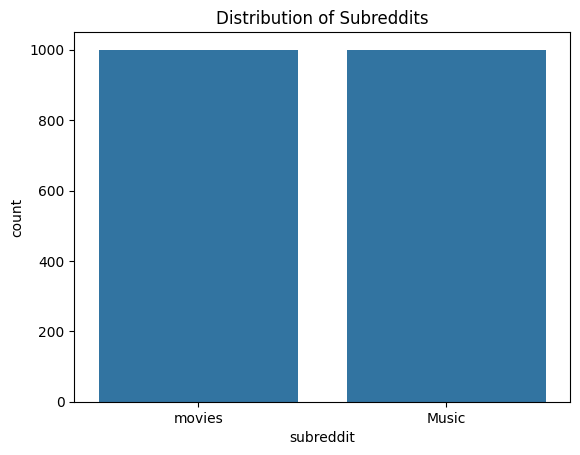 Distribution of Subreddits
1000
800
600
400
200
0
count
movies
Music
subreddit